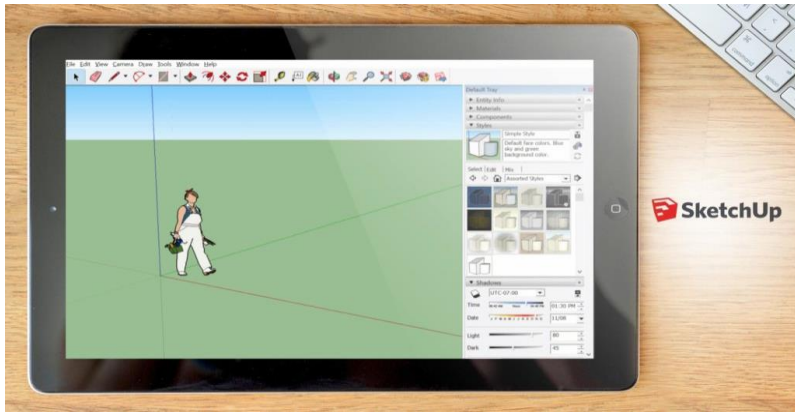 File Edit View Camera Draw Tools Window Help
Default Tray
Entity Info
Materials
Components
Styles
Simple Style
Default face colors. Blue
sky and green
background color.
Select Edit Mix
Assorted Styles
Shadows
UTC-07:00
Time 01:30 PM
Date J F M A M J J A S O N D 11/08
Light 80
Dark 45
SketchUp
command
option